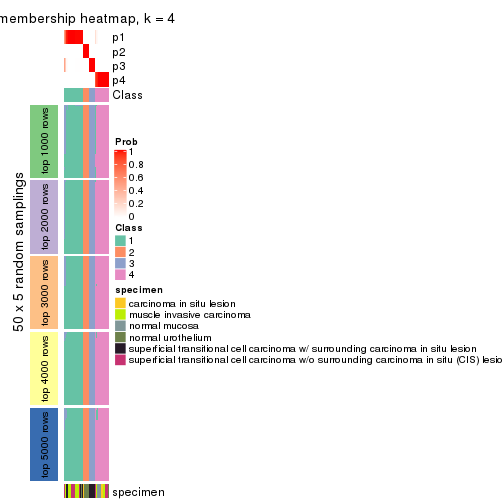 membership heatmap, k = 4
p1
p2
p3
p4
Class
50 x 5 random samplings
top 1000 rows
top 2000 rows
top 3000 rows
top 4000 rows
top 5000 rows
Prob
1
0.8
0.6
0.4
0.2
0
Class
1
2
3
4
specimen
carcinoma in situ lesion
muscle invasive carcinoma
normal mucosa
normal urothelium
superficial transitional cell carcinoma w/ surrounding carcinoma in situ lesion
superficial transitional cell carcinoma w/o surrounding carcinoma in situ (CIS) lesio
specimen